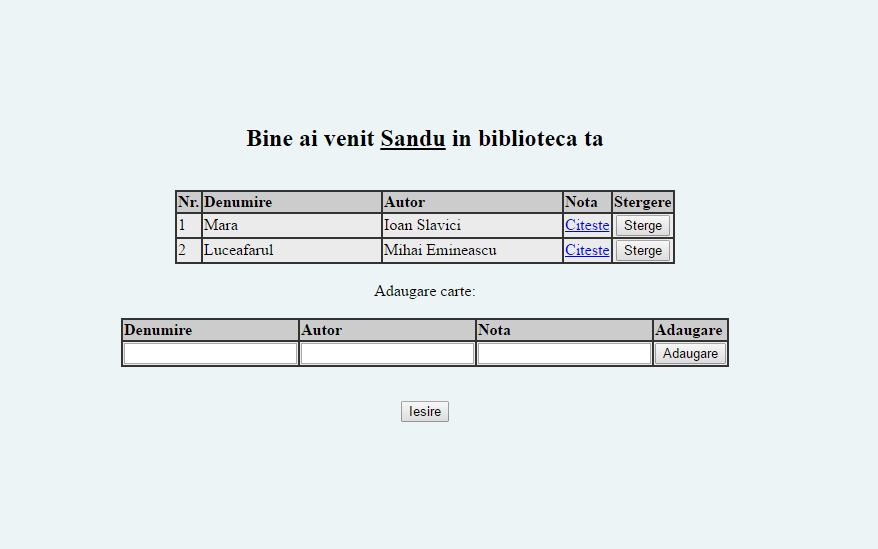 Bine ai venit Sandu in biblioteca ta
Nr. Denumire Autor Nota Stergere
1 Mara Ioan Slavici Citeste Sterge
2 Luceafarul Mihai Emineascu Citeste Sterge
Adaugare carte:
Denumire Autor Nota Adaugare
Adaugare
Iesire